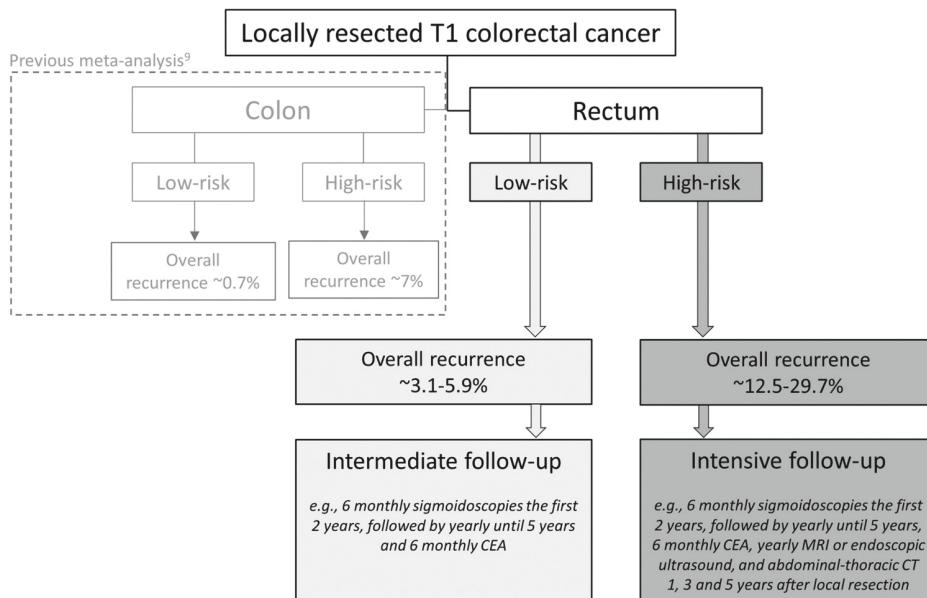 Locally resected T1 colorectal cancer
Previous meta-analysis⁹
Colon
Rectum
Low-risk
High-risk
Low-risk
High-risk
Overall
recurrence ~0.7%
Overall
recurrence ~7%
Overall recurrence
~3.1-5.9%
Overall recurrence
~12.5-29.7%
Intermediate follow-up
e.g., 6 monthly sigmoidoscopies the first
2 years, followed by yearly until 5 years
and 6 monthly CEA
Intensive follow-up
e.g., 6 monthly sigmoidoscopies the first
2 years, followed by yearly until 5 years,
6 monthly CEA, yearly MRI or endoscopic
ultrasound, and abdominal-thoracic CT
1, 3 and 5 years after local resection